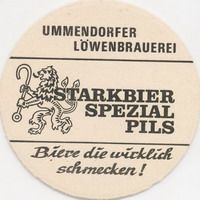 UMMENDORFER
LÖWENBRAUEREI
STARKBIER
SPEZIAL
PILS
Biere die wirklich
schmecken!